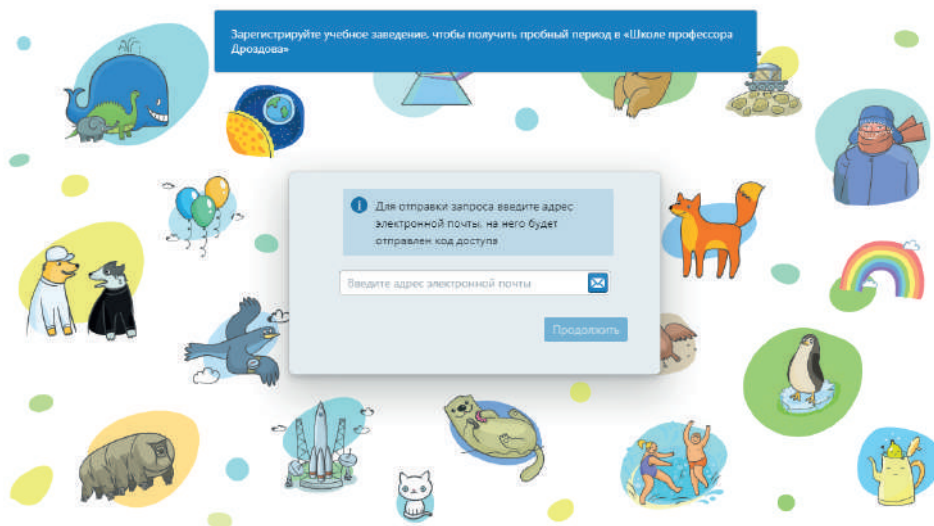 Зарегистрируйте учебное заведение, чтобы получить пробный период в «Школе профессора
Дроздова»
Для отправки запроса введите адрес
электронной почты, на него будет
отправлен код доступа
Введите адрес электронной почты
Продолжить